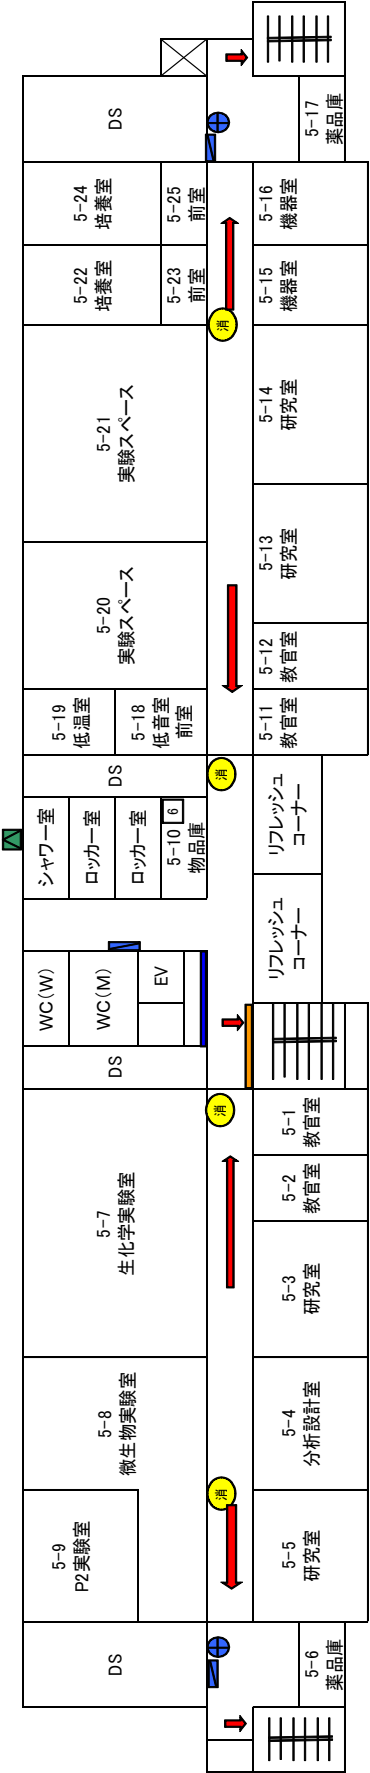 DS
5-17
薬品庫
5-24
培養室
5-25
前室
5-16
機器室
5-22
培養室
5-23
前室
5-15
機器室
消
5-21
実験スペース
5-14
研究室
5-20
実験スペース
5-13
研究室
5-12
教官室
5-19
低温室
5-18
低音室
前室
5-11
教官室
DS
消
シャワー室
ロッカー室
ロッカー室
5-10
物品庫
6
リフレッシュ
コーナー
WC(W)
WC(M)
EV
リフレッシュ
コーナー
DS
消
5-7
生化学実験室
5-1
教官室
5-2
教官室
5-3
研究室
5-8
微生物実験室
5-4
分析設計室
消
5-9
P2実験室
5-5
研究室
DS
5-6
薬品庫